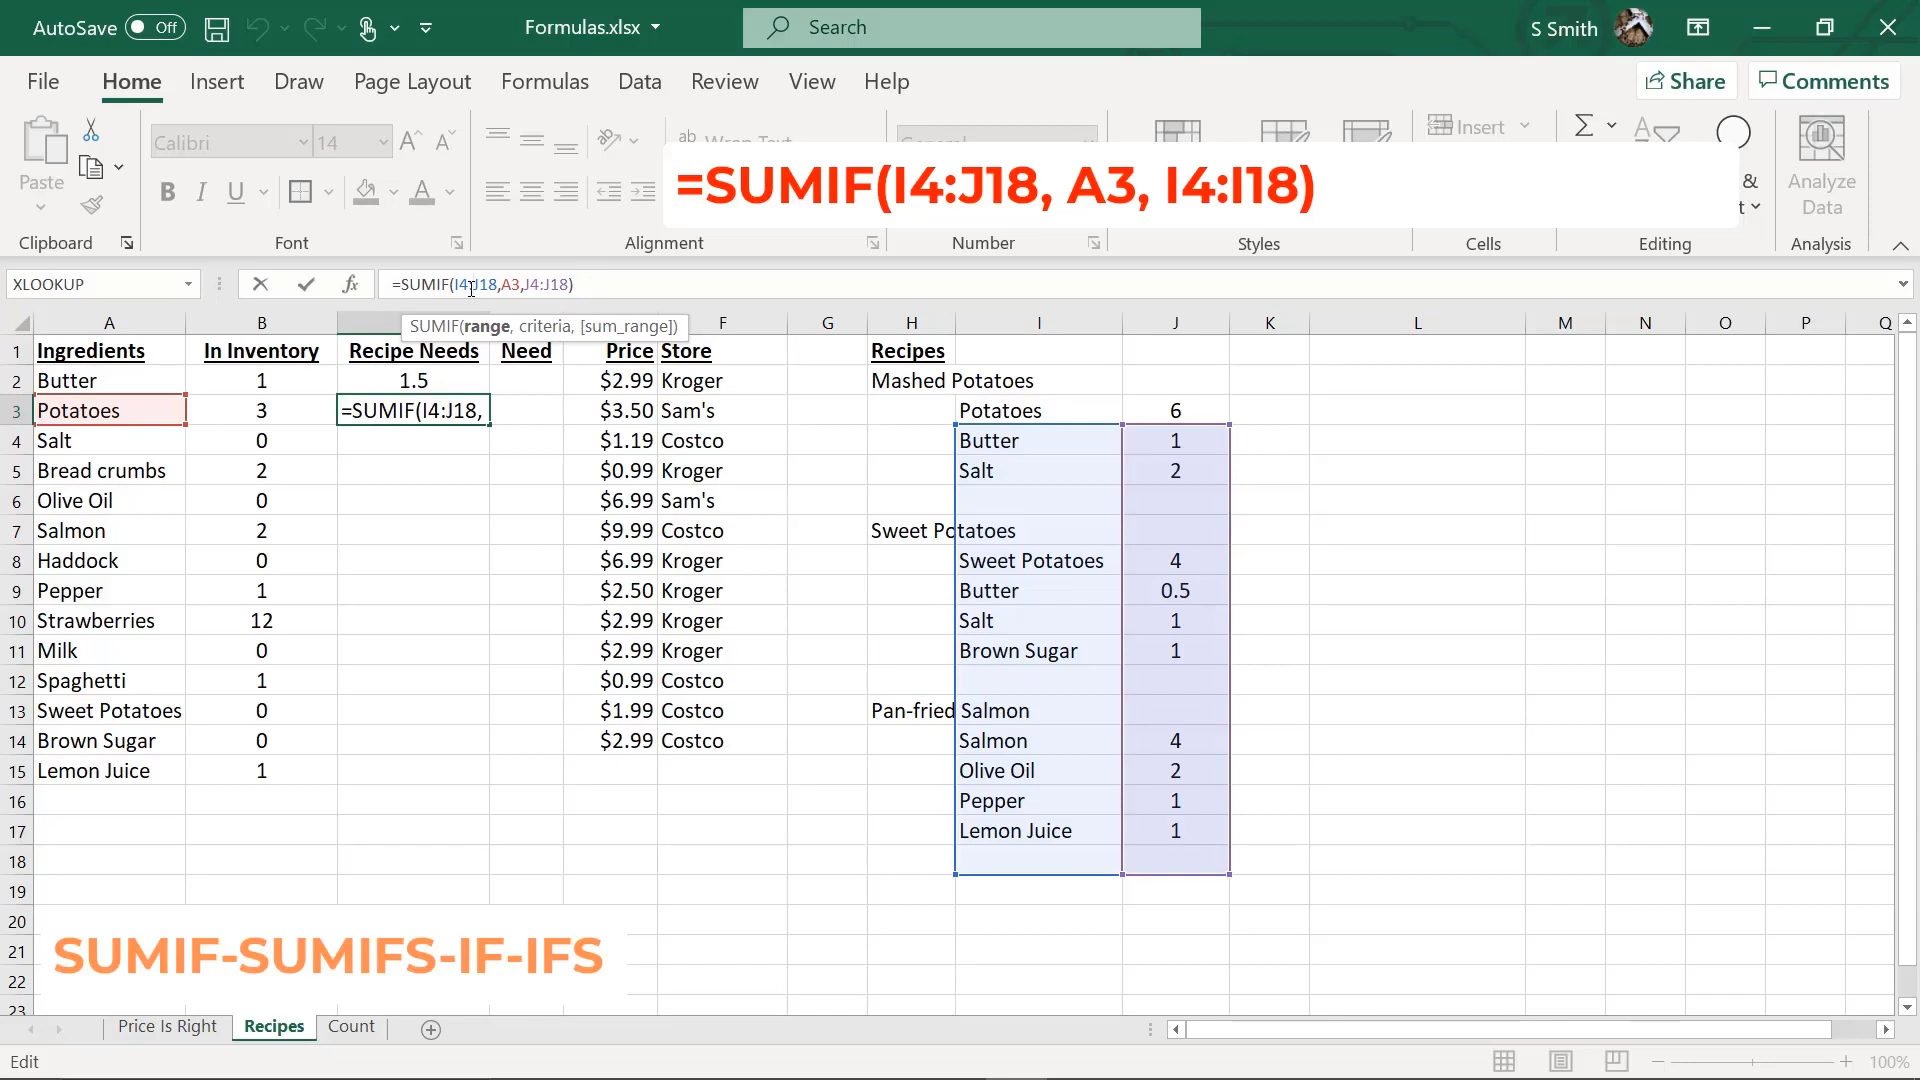 AutoSave Off Formulas.xlsx Search S Smith
File Home Insert Draw Page Layout Formulas Data Review View Help Share Comments
Paste Calibri 14 Insert & Analyze Data
=SUMIF(I4:J18, A3, I4:I18)
Clipboard Font Alignment Number Styles Cells Editing Analysis
XLOOKUP =SUMIF(I4:J18,A3,J4:J18)
SUMIF(range, criteria, [sum_range])
A B F G H I J K L M N O P Q
1 Ingredients In Inventory Recipe Needs Need Price Store Recipes
2 Butter 1 1.5 $2.99 Kroger Mashed Potatoes
3 Potatoes 3 =SUMIF(I4:J18, $3.50 Sam's Potatoes 6
4 Salt 0 $1.19 Costco Butter 1
5 Bread crumbs 2 $0.99 Kroger Salt 2
6 Olive Oil 0 $6.99 Sam's
7 Salmon 2 $9.99 Costco Sweet Potatoes
8 Haddock 0 $6.99 Kroger Sweet Potatoes 4
9 Pepper 1 $2.50 Kroger Butter 0.5
10 Strawberries 12 $2.99 Kroger Salt 1
11 Milk 0 $2.99 Kroger Brown Sugar 1
12 Spaghetti 1 $0.99 Costco
13 Sweet Potatoes 0 $1.99 Costco Pan-fried Salmon
14 Brown Sugar 0 $2.99 Costco Salmon 4
15 Lemon Juice 1 Olive Oil 2
16 Pepper 1
17 Lemon Juice 1
18
19
20
21 SUMIF-SUMIFS-IF-IFS
22
23
Price Is Right Recipes Count
Edit 100%